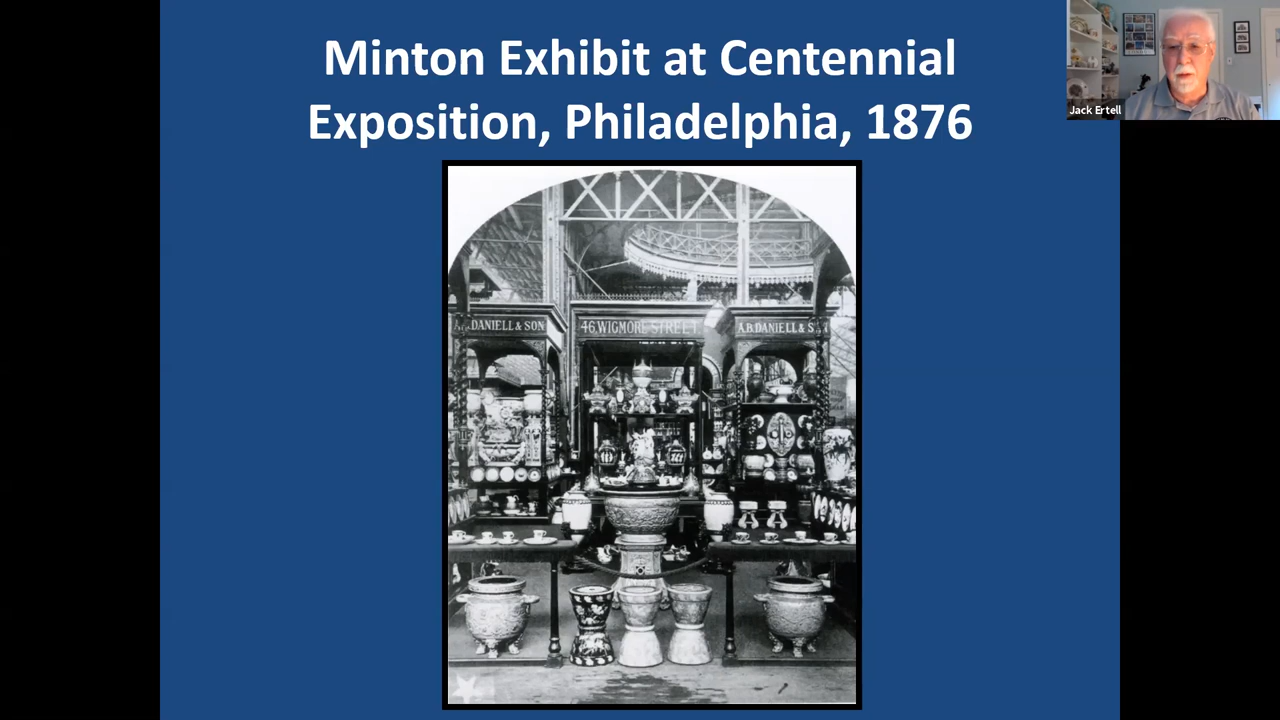 Minton Exhibit at Centennial
Exposition, Philadelphia, 1876
Jack Ertell
DANIELL & SON
46, WIGMORE STREET.
A.B. DANIELL &